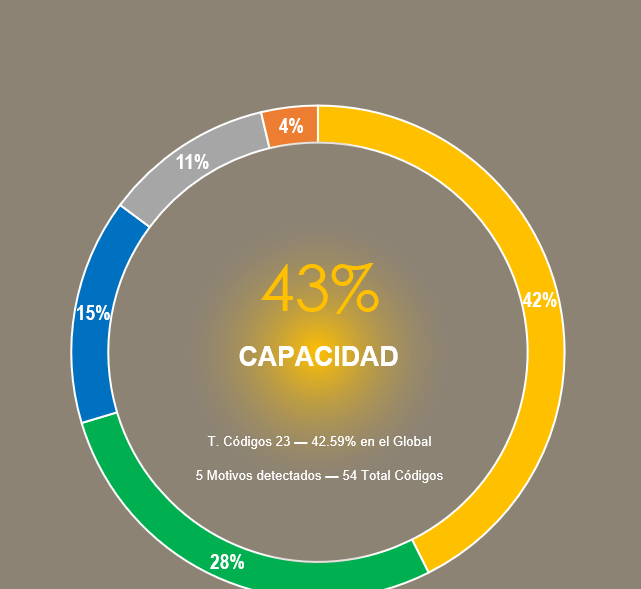 4%
11%
43%
42%
15%
CAPACIDAD
T. Códigos 23 — 42.59% en el Global
5 Motivos detectados — 54 Total Códigos
28%